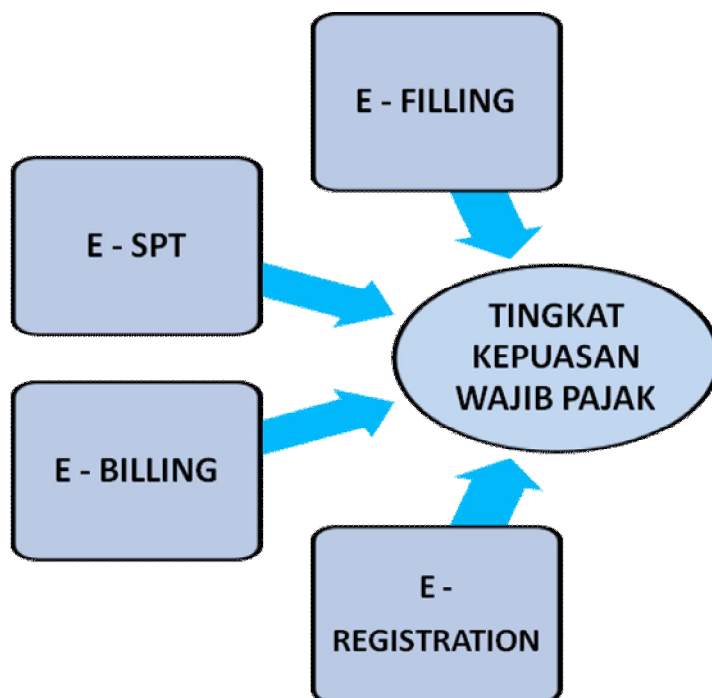 E - FILLING
E - SPT
TINGKAT
KEPUASAN
WAJIB PAJAK
E - BILLING
E -
REGISTRATION